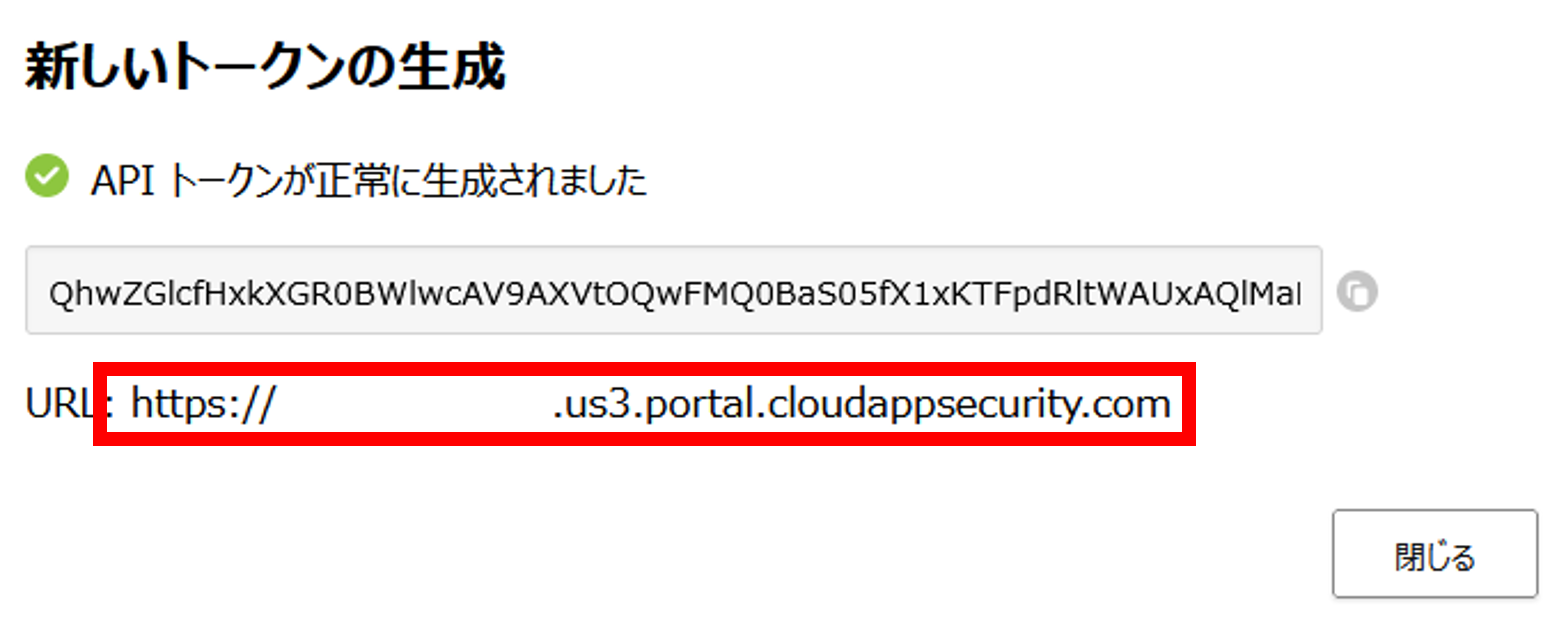 新しいトークンの生成
API トークンが正常に生成されました
QhwZGlcfHxkXGR0BWlwcAV9AXVtOQwFMQ0BaS05fX1xKTFpdRltWAUxAQlMaI
URL: https:// .us3.portal.cloudappsecurity.com
閉じる